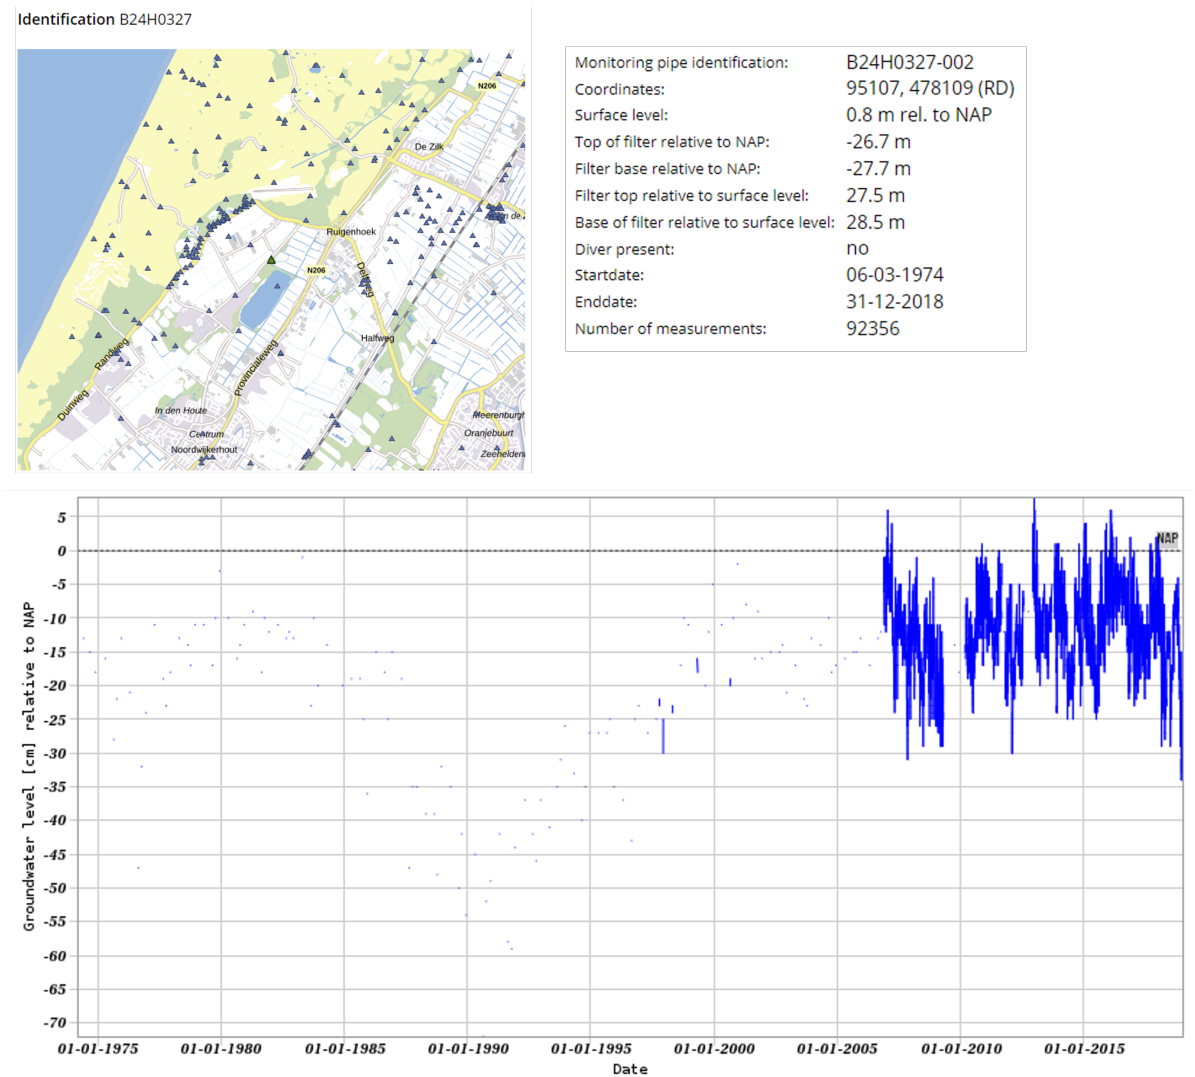 Identification B24H0327
N206
De Zilk
Ruigenhoek
N206
Delfweg
Halfweg
Randweg
Provincialeweg
Duinweg
In den Houte
Centrum
Noordwijkerhout
Meerenburgh
Oranjebuurt
Zeehelden
Monitoring pipe identification: B24H0327-002
Coordinates: 95107, 478109 (RD)
Surface level: 0.8 m rel. to NAP
Top of filter relative to NAP: -26.7 m
Filter base relative to NAP: -27.7 m
Filter top relative to surface level: 27.5 m
Base of filter relative to surface level: 28.5 m
Diver present: no
Startdate: 06-03-1974
Enddate: 31-12-2018
Number of measurements: 92356
Groundwater level [cm] relative to NAP
5
0
-5
-10
-15
-20
-25
-30
-35
-40
-45
-50
-55
-60
-65
-70
NAP
01-01-1975 01-01-1980 01-01-1985 01-01-1990 01-01-1995 01-01-2000 01-01-2005 01-01-2010 01-01-2015
Date